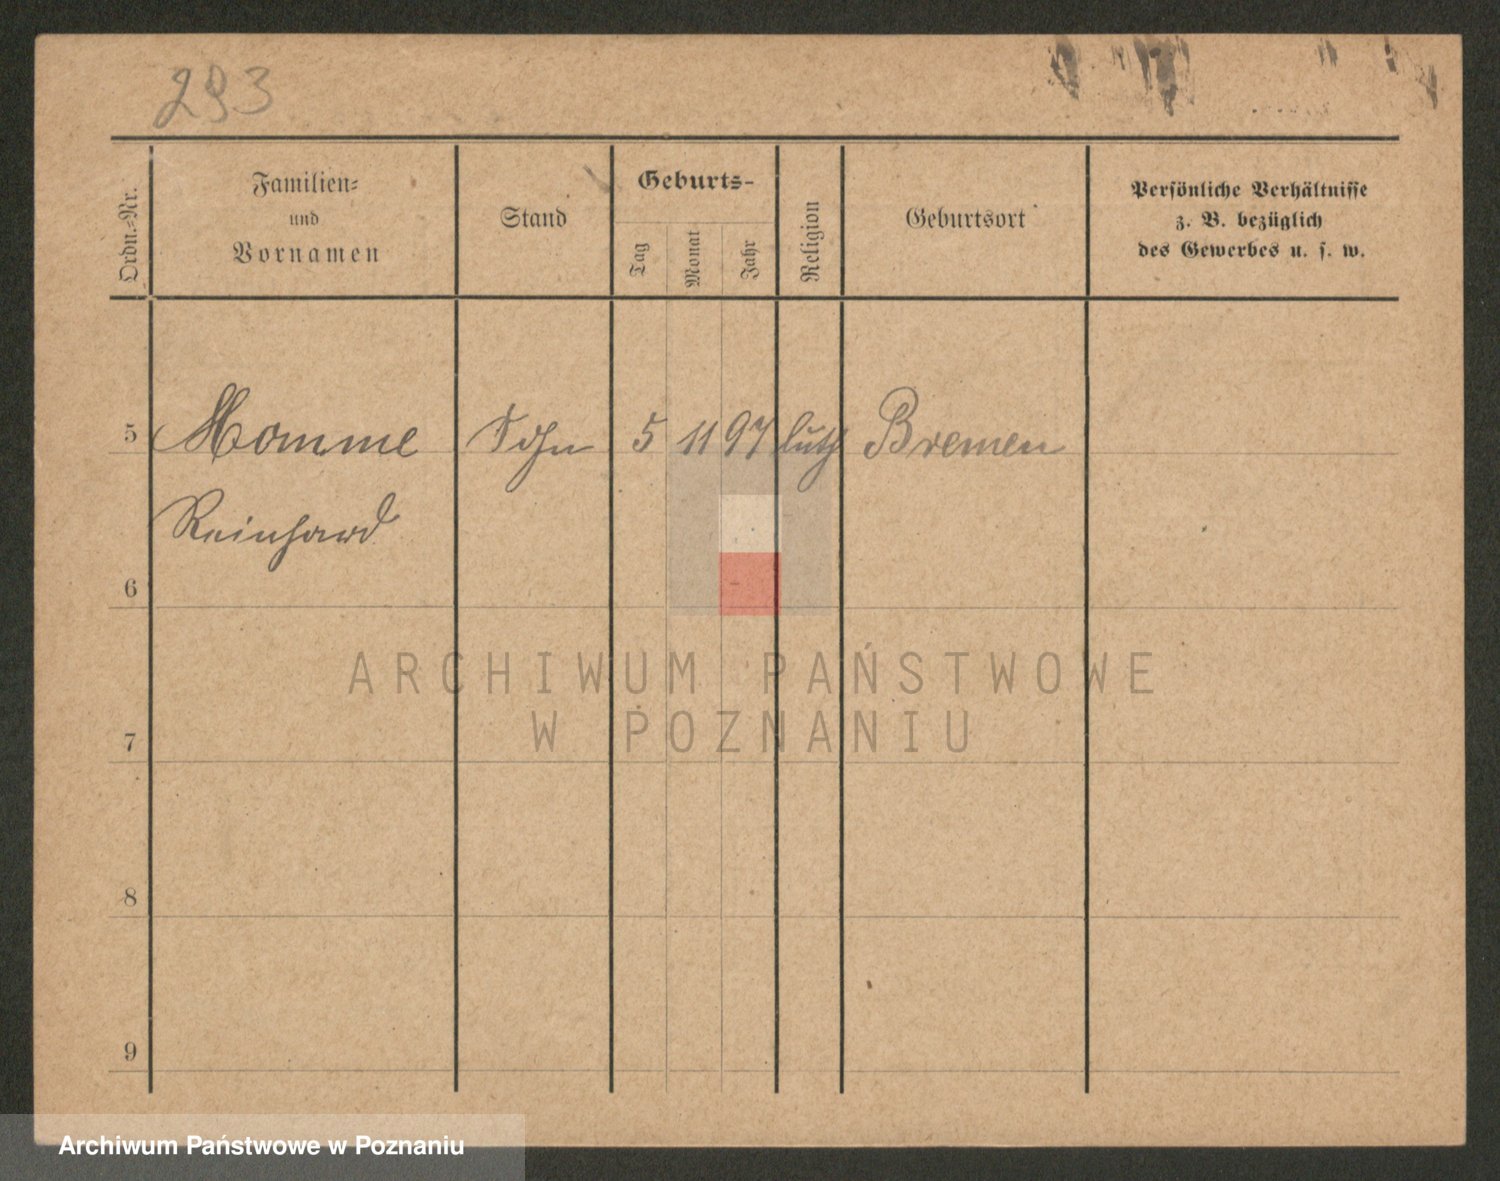 293
Ordn.-Nr.
Familien-
und
Vornamen
Stand
Geburts-
Tag
Monat
Jahr
Religion
Geburtsort
Persönliche Verhältnisse
z. B. bezüglich
des Gewerbes u. s. w.
5 Momme Sohn 5 11 97 luth Bremen
Reinhard
6
ARCHIWUM PAŃSTWOWE
W POZNANIU
7
8
9
Archiwum Państwowe w Poznaniu